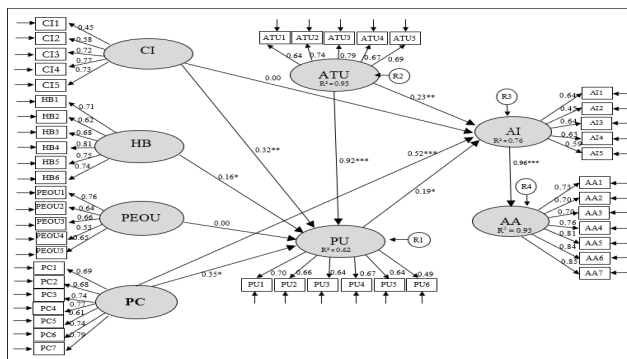 CI1
CI2
CI3
CI4
CI5
0.45
0.58
0.72
0.77
0.73
CI
HB1
HB2
HB3
HB4
HB5
HB6
0.71
0.62
0.68
0.81
0.75
0.74
HB
PEOU1
PEOU2
PEOU3
PEOU4
PEOU5
0.76
0.64
0.66
0.53
0.65
PEOU
PC1
PC2
PC3
PC4
PC5
PC6
PC7
0.69
0.68
0.74
0.77
0.61
0.74
0.79
PC
ATU1
ATU2
ATU3
ATU4
ATU5
0.64
0.74
0.79
0.67
0.69
ATU
R²= 0.95
R2
0.00
0.23**
0.32**
0.92***
0.52***
0.16*
0.19*
0.00
0.35*
PU
R²= 0.62
R1
0.70
0.66
0.64
0.67
0.64
0.49
PU1
PU2
PU3
PU4
PU5
PU6
R3
AI
R²= 0.76
0.64
0.45
0.64
0.63
0.59
AI1
AI2
AI3
AI4
AI5
0.96***
R4
AA
R² = 0.93
0.73
0.70
0.76
0.81
0.84
0.85
AA1
AA2
AA3
AA4
AA5
AA6
AA7